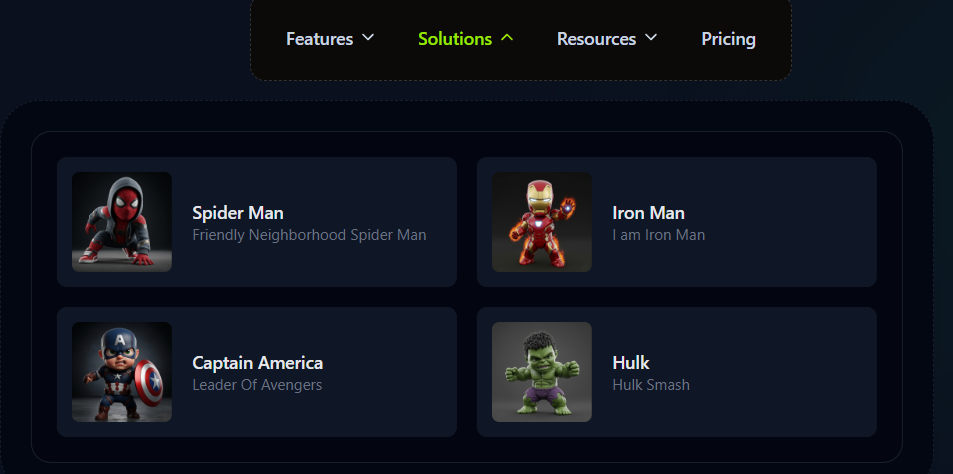 Features Solutions Resources Pricing
Spider Man
Friendly Neighborhood Spider Man
Iron Man
I am Iron Man
Captain America
Leader Of Avengers
Hulk
Hulk Smash